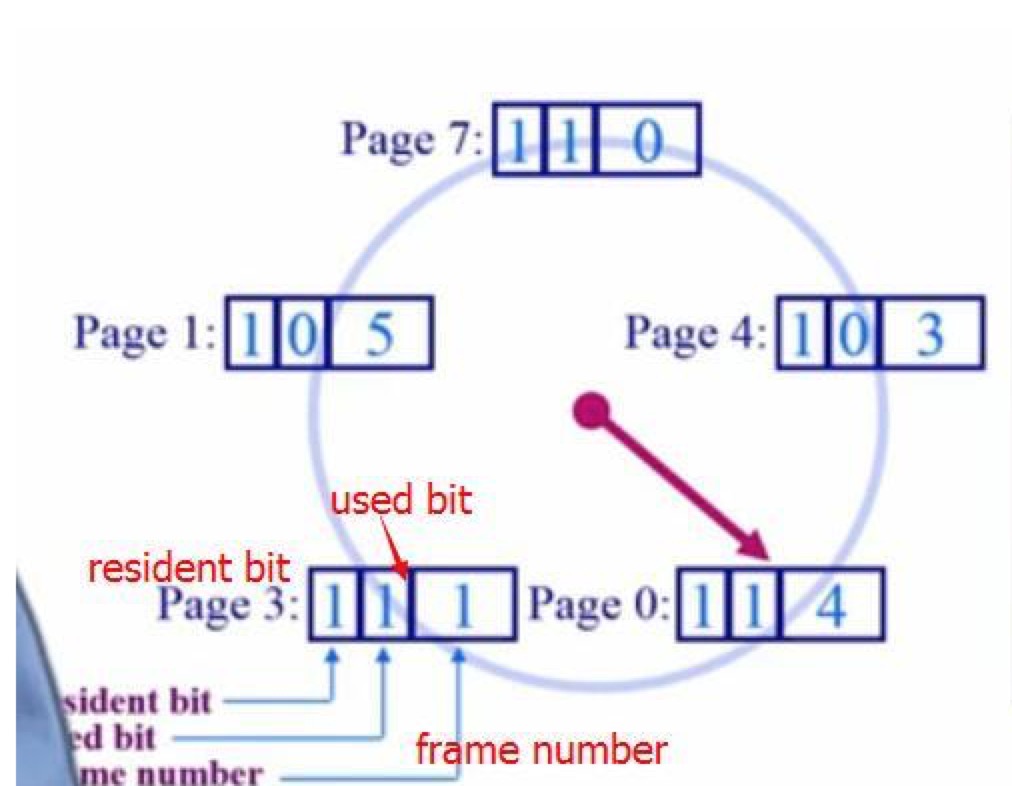 Page 7: 1 1 0
Page 1: 1 0 5
Page 4: 1 0 3
used bit
resident bit
Page 3: 1 1 1
Page 0: 1 1 4
sident bit
ed bit
frame number
me number